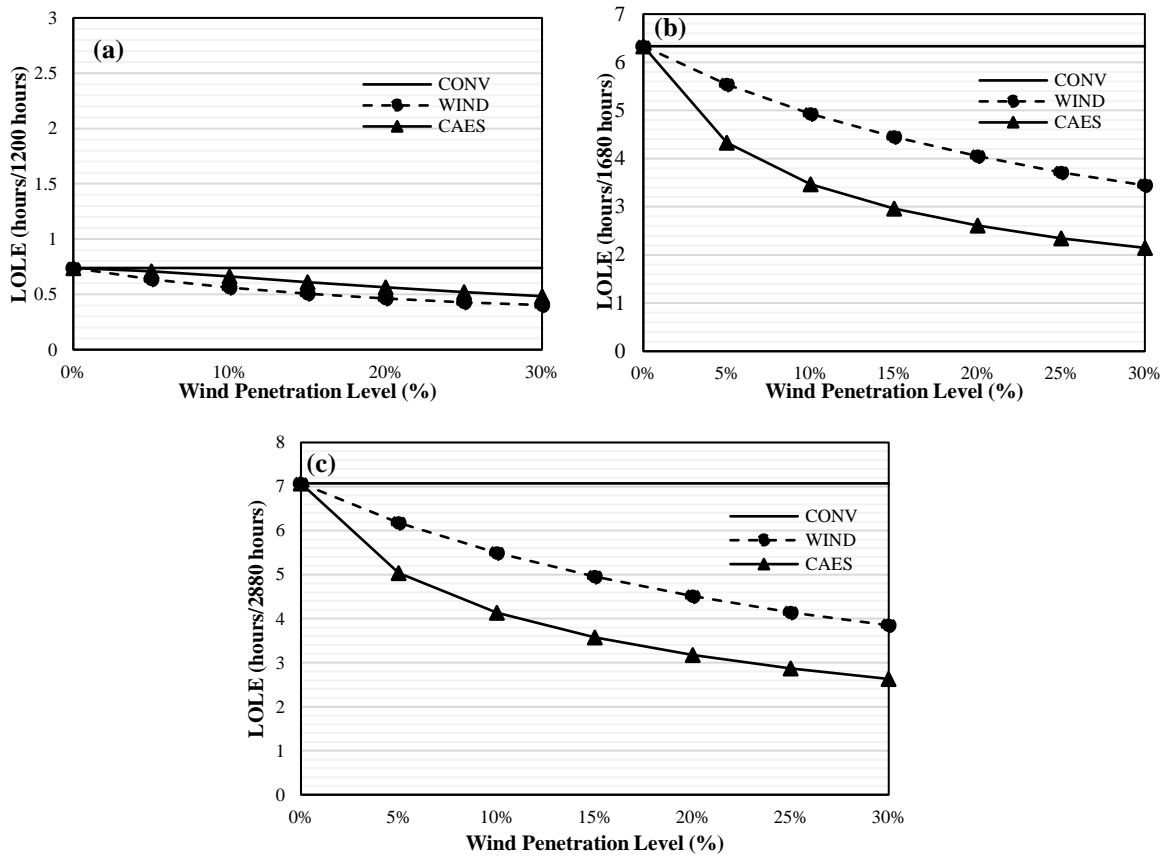 (a)
LOLE (hours/1200 hours)
3
2.5
2
1.5
1
0.5
0
CONV
WIND
CAES
0% 10% 20% 30%
Wind Penetration Level (%)
(b)
LOLE (hours/1680 hours)
7
6
5
4
3
2
1
0
CONV
WIND
CAES
0% 5% 10% 15% 20% 25% 30%
Wind Penetration Level (%)
(c)
LOLE (hours/2880 hours)
8
7
6
5
4
3
2
1
0
CONV
WIND
CAES
0% 5% 10% 15% 20% 25% 30%
Wind Penetration Level (%)